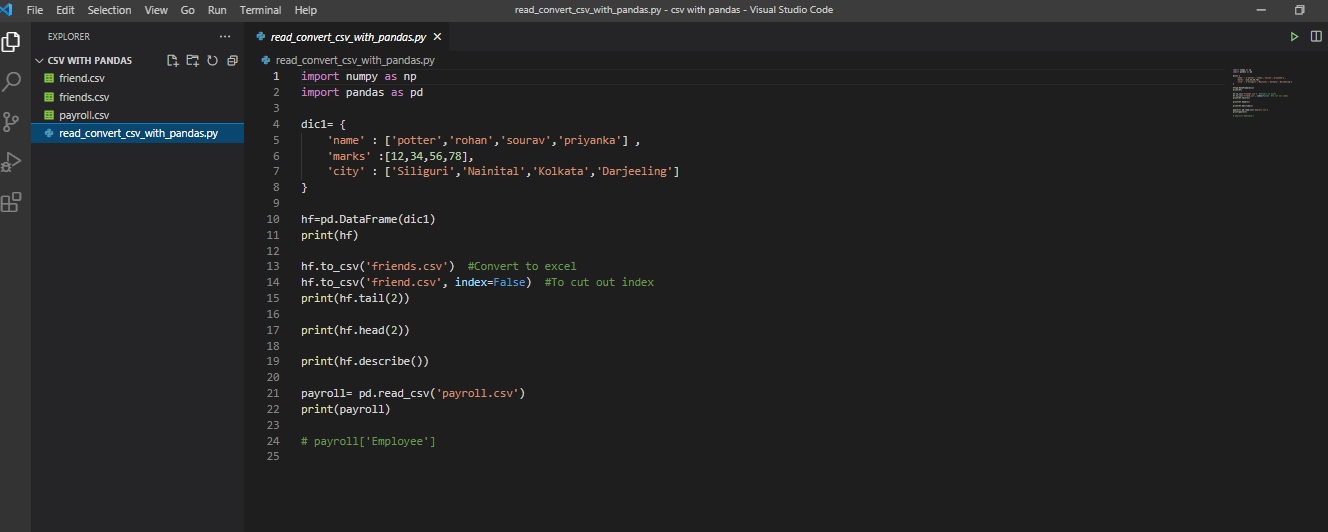 File Edit Selection View Go Run Terminal Help read_convert_csv_with_pandas.py - csv with pandas - Visual Studio Code
EXPLORER ...
CSV WITH PANDAS
friend.csv
friends.csv
payroll.csv
read_convert_csv_with_pandas.py
read_convert_csv_with_pandas.py
read_convert_csv_with_pandas.py
1 import numpy as np
2 import pandas as pd
3
4 dic1= {
5     'name' : ['potter','rohan','sourav','priyanka'] ,
6     'marks' :[12,34,56,78],
7     'city' : ['Siliguri','Nainital','Kolkata','Darjeeling']
8 }
9
10 hf=pd.DataFrame(dic1)
11 print(hf)
12
13 hf.to_csv('friends.csv')  #Convert to excel
14 hf.to_csv('friend.csv', index=False)  #To cut out index
15 print(hf.tail(2))
16
17 print(hf.head(2))
18
19 print(hf.describe())
20
21 payroll= pd.read_csv('payroll.csv')
22 print(payroll)
23
24 # payroll['Employee']
25